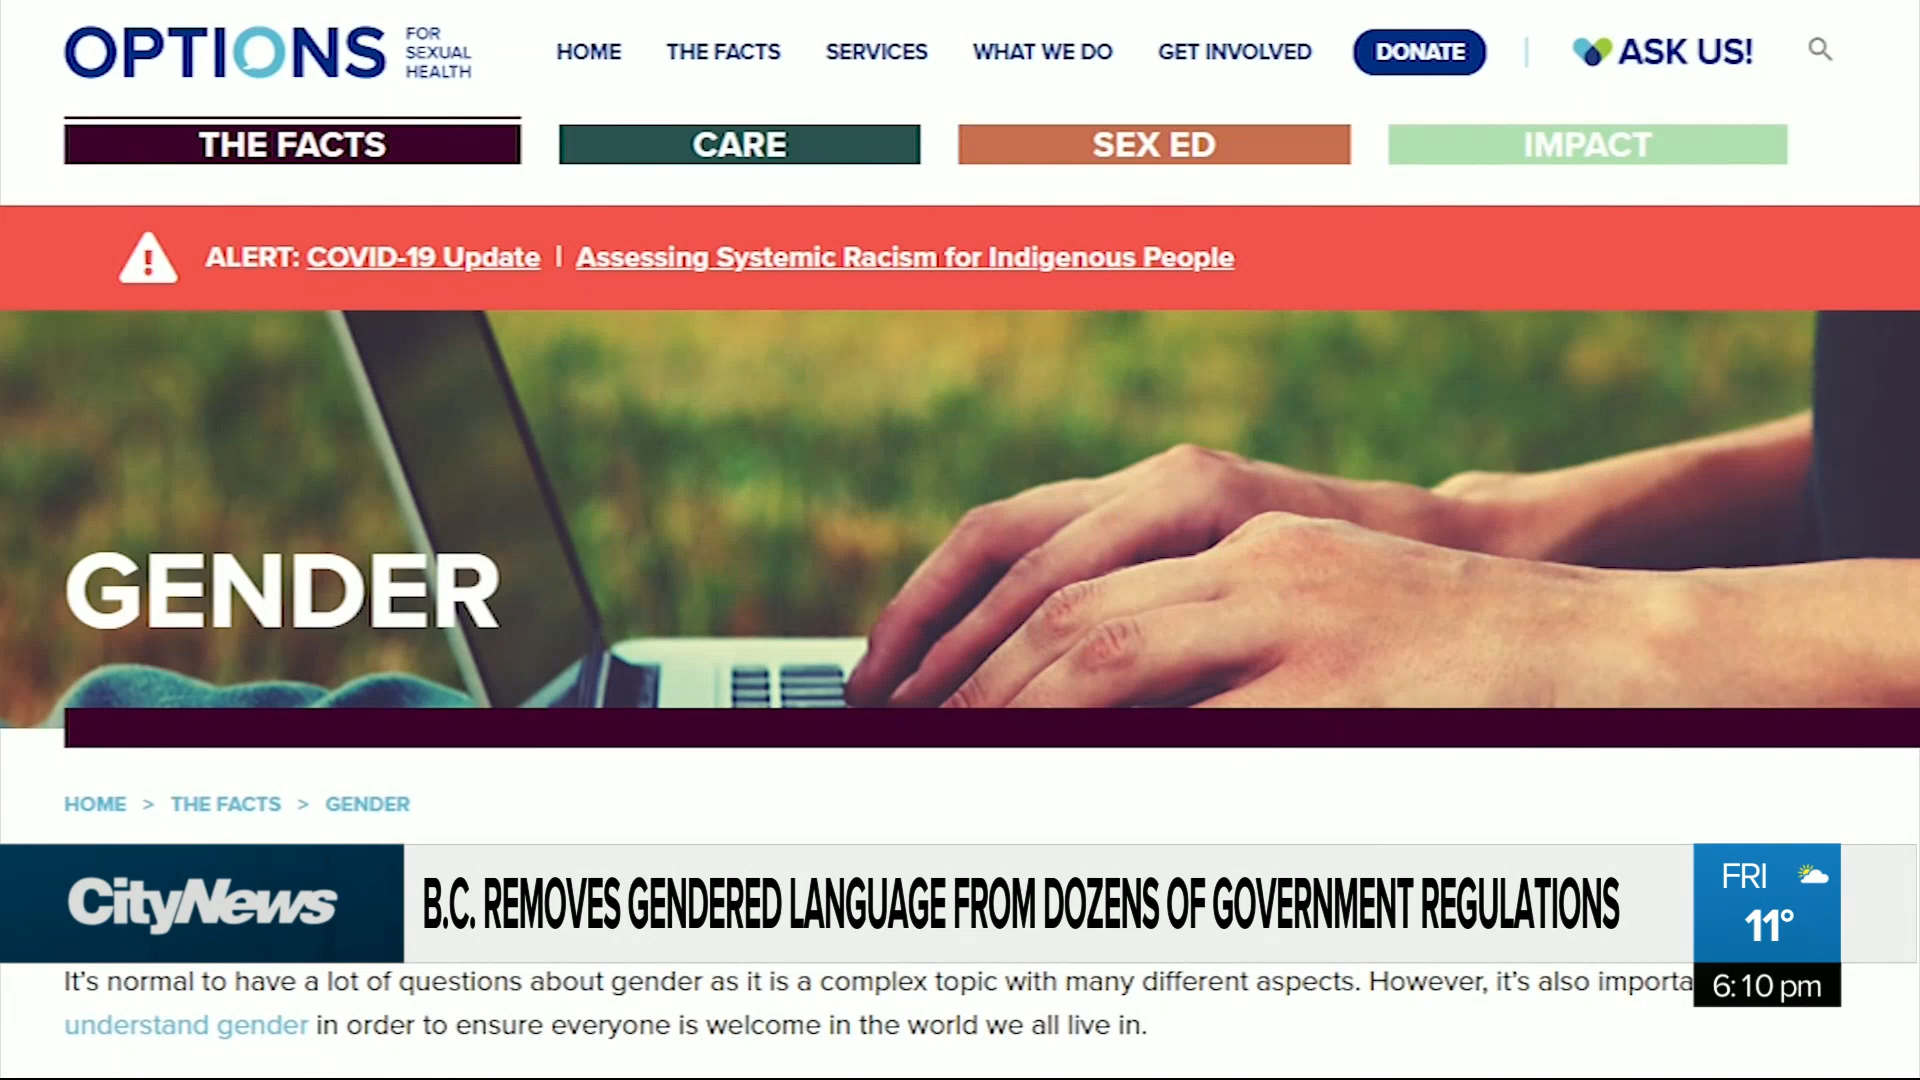 OPTIONS
FOR
SEXUAL
HEALTH
HOME THE FACTS SERVICES WHAT WE DO GET INVOLVED DONATE ASK US!
THE FACTS CARE SEX ED IMPACT
ALERT: COVID-19 Update | Assessing Systemic Racism for Indigenous People
GENDER
HOME > THE FACTS > GENDER
CityNews
B.C. REMOVES GENDERED LANGUAGE FROM DOZENS OF GOVERNMENT REGULATIONS
FRI
11°
6:10 pm
It's normal to have a lot of questions about gender as it is a complex topic with many different aspects. However, it's also importa
understand gender in order to ensure everyone is welcome in the world we all live in.